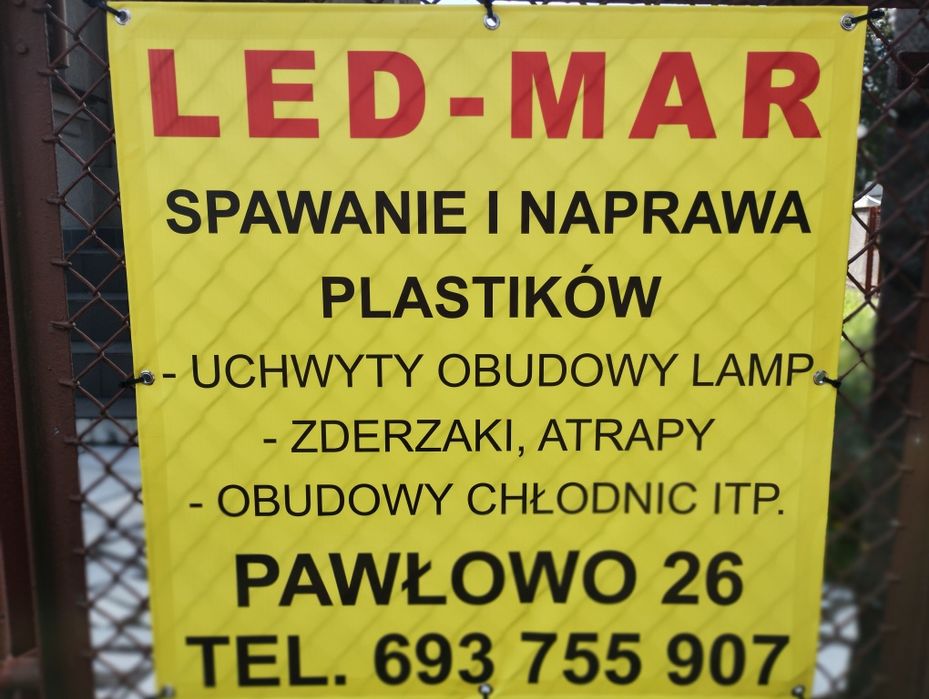 LED-MAR
SPAWANIE I NAPRAWA
PLASTIKÓW
- UCHWYTY OBUDOWY LAMP
- ZDERZAKI, ATRAPY
- OBUDOWY CHŁODNIC ITP.
PAWŁOWO 26
TEL. 693 755 907